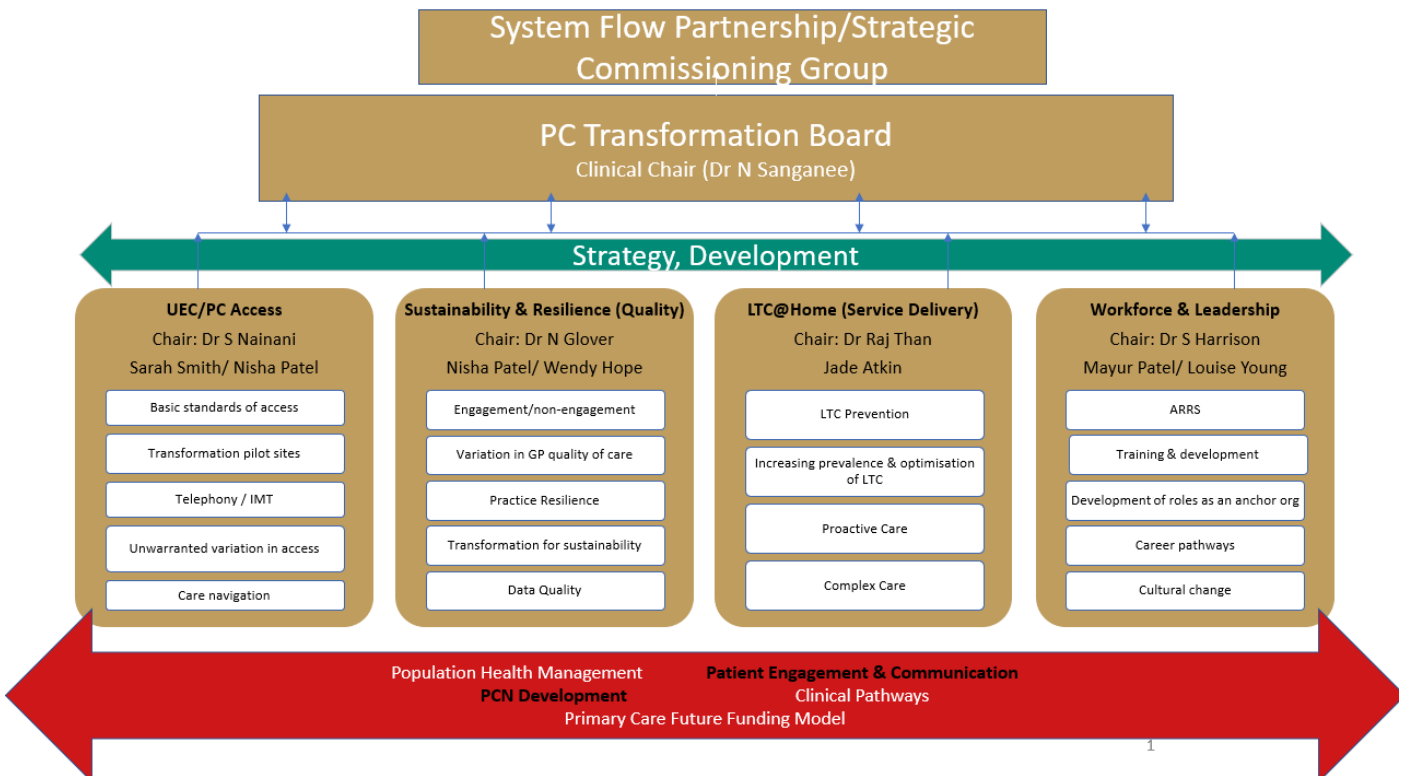 System Flow Partnership/Strategic
Commissioning Group
PC Transformation Board
Clinical Chair (Dr N Sanganee)
Strategy, Development
UEC/PC Access
Chair: Dr S Nainani
Sarah Smith/ Nisha Patel
Basic standards of access
Transformation pilot sites
Telephony / IMT
Unwarranted variation in access
Care navigation
Sustainability & Resilience (Quality)
Chair: Dr N Glover
Nisha Patel/ Wendy Hope
Engagement/non-engagement
Variation in GP quality of care
Practice Resilience
Transformation for sustainability
Data Quality
LTC@Home (Service Delivery)
Chair: Dr Raj Than
Jade Atkin
LTC Prevention
Increasing prevalence & optimisation
of LTC
Proactive Care
Complex Care
Workforce & Leadership
Chair: Dr S Harrison
Mayur Patel/ Louise Young
ARRS
Training & development
Development of roles as an anchor org
Career pathways
Cultural change
Population Health Management
Patient Engagement & Communication
PCN Development
Clinical Pathways
Primary Care Future Funding Model
1